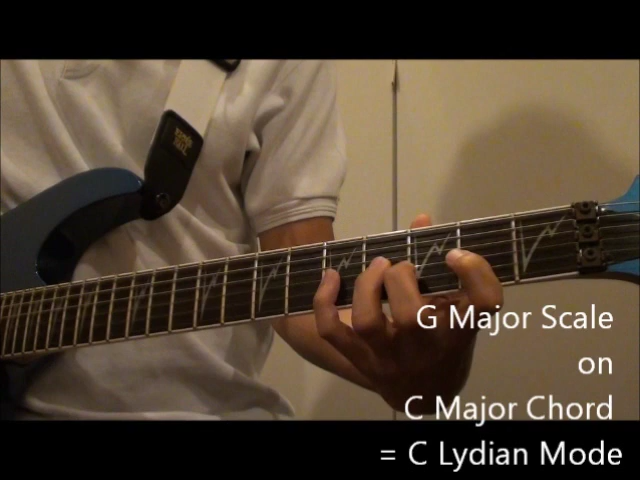 G Major Scale
on
C Major Chord
= C Lydian Mode